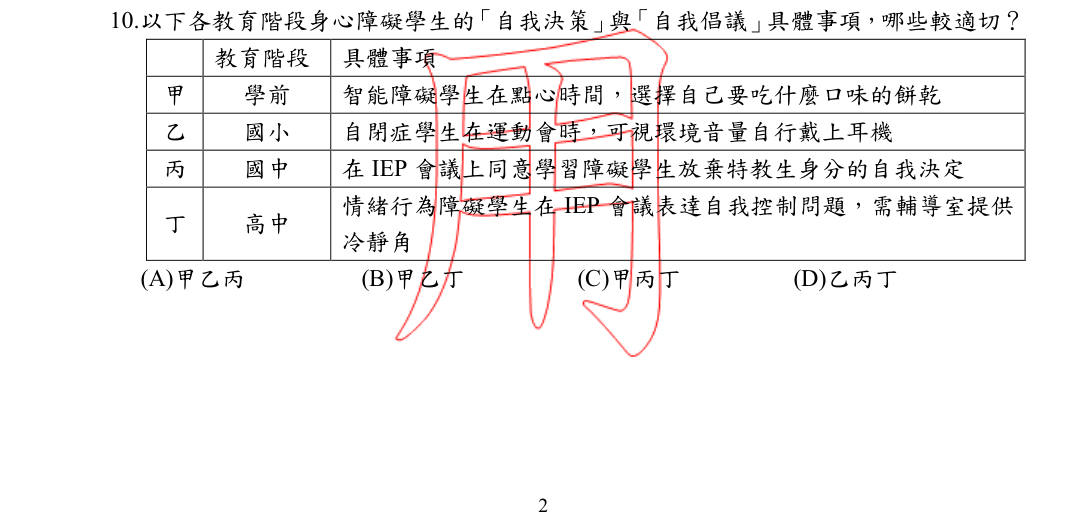 10.以下各教育階段身心障礙學生的「自我決策」與「自我倡議」具體事項，哪些較適切？
教育階段 具體事項
甲 學前 智能障礙學生在點心時間，選擇自己要吃什麼口味的餅乾
乙 國小 自閉症學生在運動會時，可視環境音量自行戴上耳機
丙 國中 在 IEP 會議上同意學習障礙學生放棄特教生身分的自我決定
丁 高中 情緒行為障礙學生在 IEP 會議表達自我控制問題，需輔導室提供
冷靜角
(A)甲乙丙 (B)甲乙丁 (C)甲丙丁 (D)乙丙丁
用
2